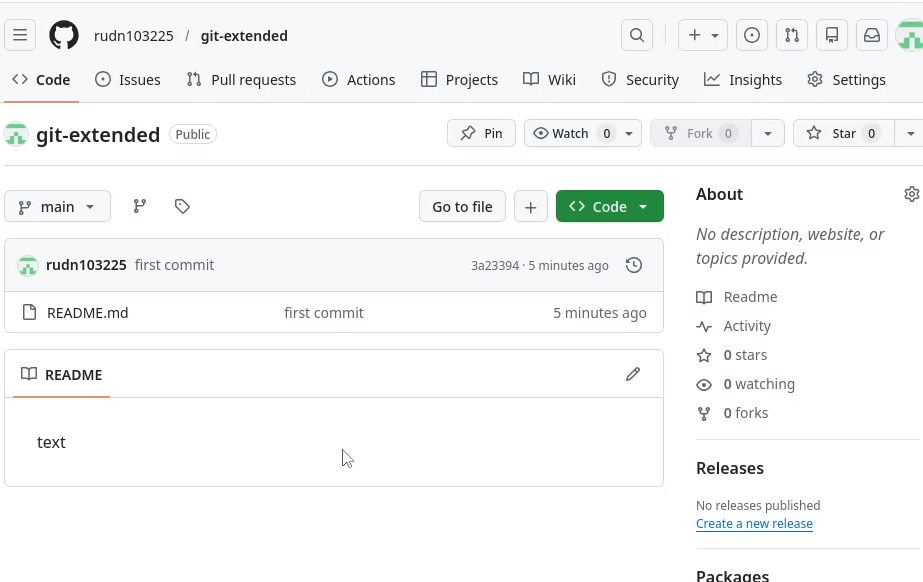 rudn103225 / git-extended
Code Issues Pull requests Actions Projects Wiki Security Insights Settings
git-extended Public Pin Watch 0 Fork 0 Star 0
main Go to file Code
rudn103225 first commit 3a23394 · 5 minutes ago
README.md first commit 5 minutes ago
README
text
About
No description, website, or
topics provided.
Readme
Activity
0 stars
0 watching
0 forks
Releases
No releases published
Create a new release
Packages